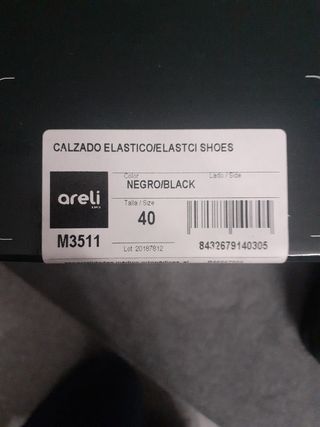 CALZADO ELASTICO/ELASTCI SHOES
areli
Color
Lado / Side
NEGRO/BLACK
Talla / Size
40
M3511
Lot: 20187812
8432679140305